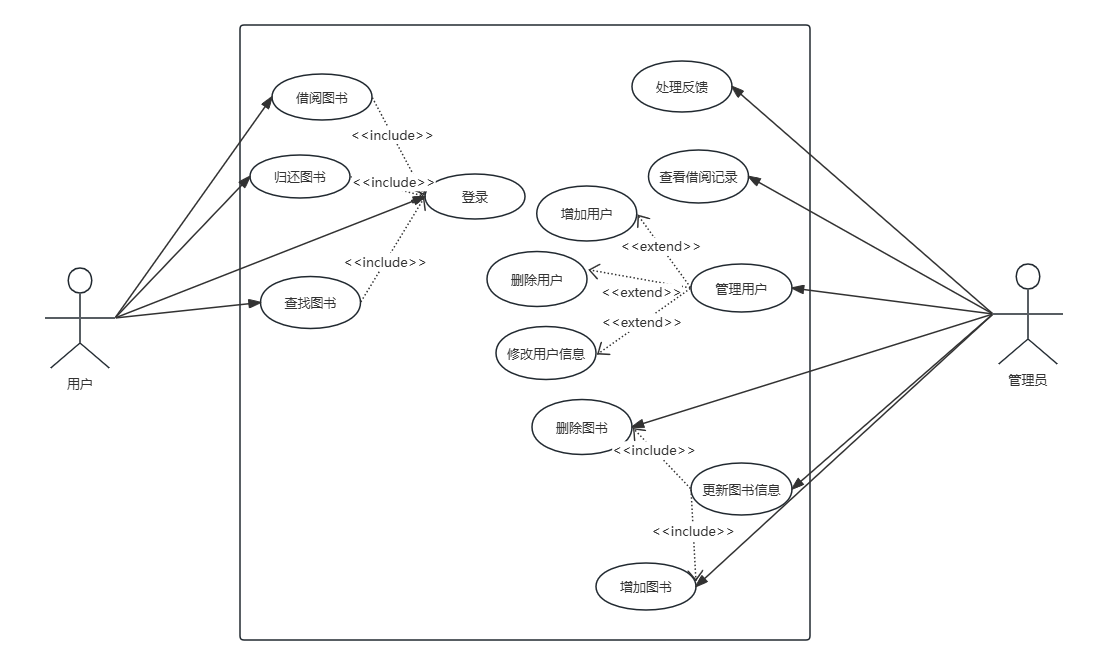 处理反馈
借阅图书
<<include>>
归还图书
<<include>>
查看借阅记录
登录
增加用户
<<extend>>
<<include>>
删除用户
管理用户
<<extend>>
查找图书
<<extend>>
修改用户信息
用户
管理员
删除图书
<<include>>
更新图书信息
<<include>>
增加图书